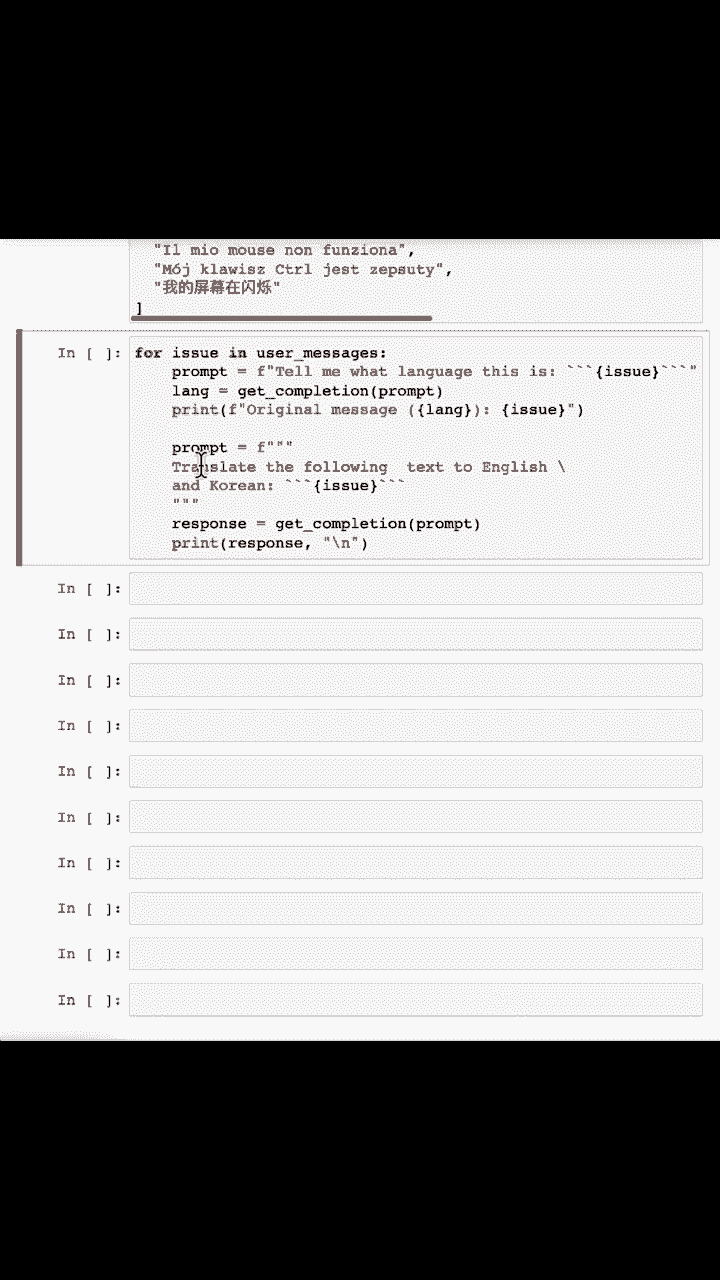 "Il mio mouse non funziona",
"Mój klawisz Ctrl jest zepsuty",
"我的屏幕在闪烁"
]
In [ ]: for issue in user_messages:
prompt = f"Tell me what language this is: ```{issue}```"
lang = get_completion(prompt)
print(f"Original message ({lang}): {issue}")
prompt = f"""
Translate the following  text to English \
and Korean: ```{issue}```
"""
response = get_completion(prompt)
print(response, "\n")
In [ ]:
In [ ]:
In [ ]:
In [ ]:
In [ ]:
In [ ]:
In [ ]:
In [ ]:
In [ ]:
In [ ]: